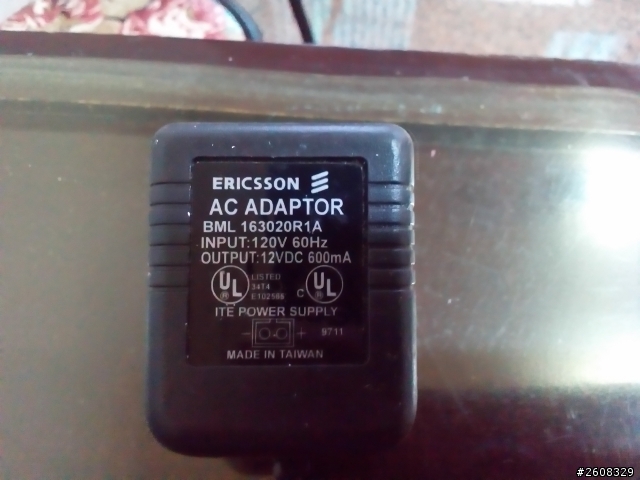 ERICSSON
AC ADAPTOR
BML 163020R1A
INPUT:120V 60Hz
OUTPUT:12VDC 600mA
UL ® LISTED 34T4 E102588 C UL ®
ITE POWER SUPPLY
- + 9711
MADE IN TAIWAN
#2608329